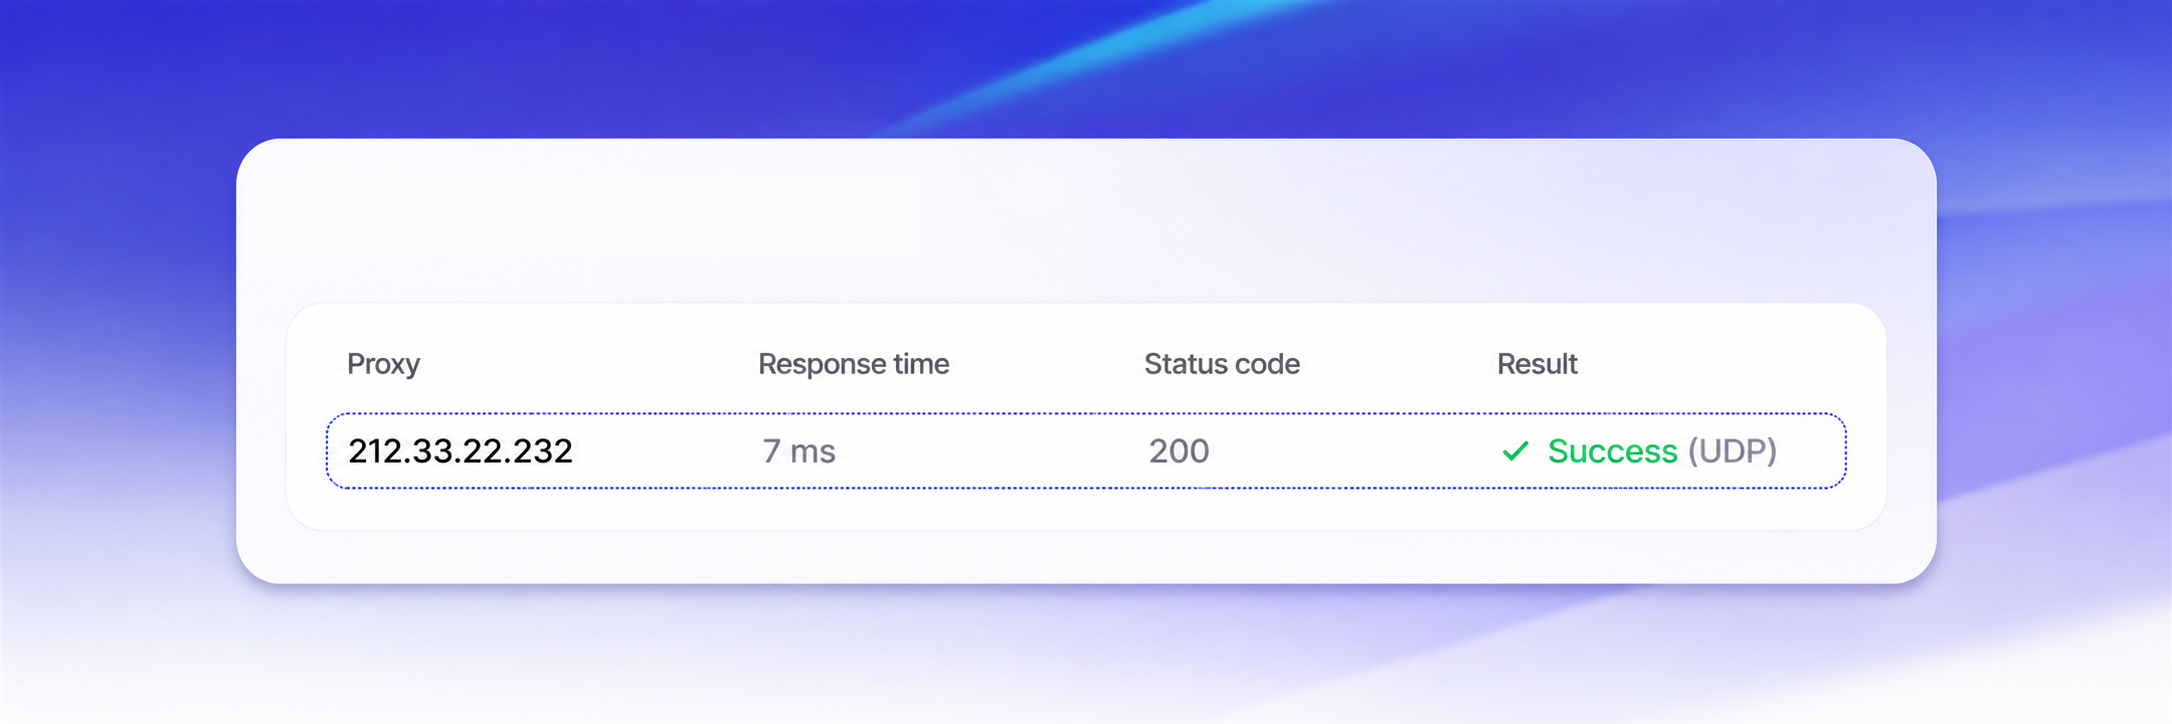 Proxy Response time Status code Result
212.33.22.232 7 ms 200 Success (UDP)